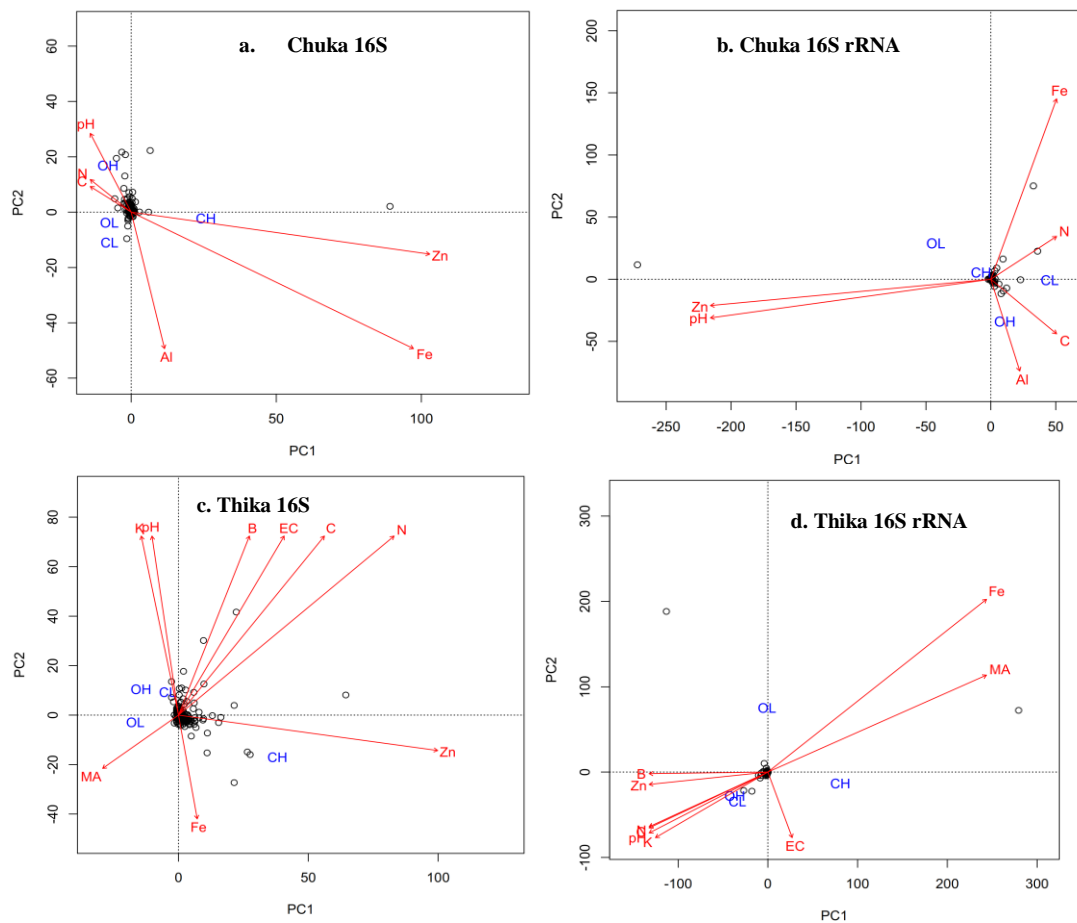 a. Chuka 16S
60
40
20
0
-20
-40
-60
PC2
pH
OH
N
C
OL
CL
CH
Zn
Al
Fe
0
50
100
PC1
b. Chuka 16S rRNA
200
150
100
50
0
-50
PC2
Fe
N
OL
CH
CL
Zn
pH
OH
C
Al
-250
-200
-150
-100
-50
0
50
PC1
c. Thika 16S
80
60
40
20
0
-20
-40
PC2
K
pH
B
EC
C
N
OH
CL
OL
CH
Zn
MA
Fe
0
50
100
PC1
d. Thika 16S rRNA
300
200
100
0
-100
PC2
Fe
MA
OL
B
Zn
CH
OH
CL
N
pH
K
EC
-100
0
100
200
300
PC1